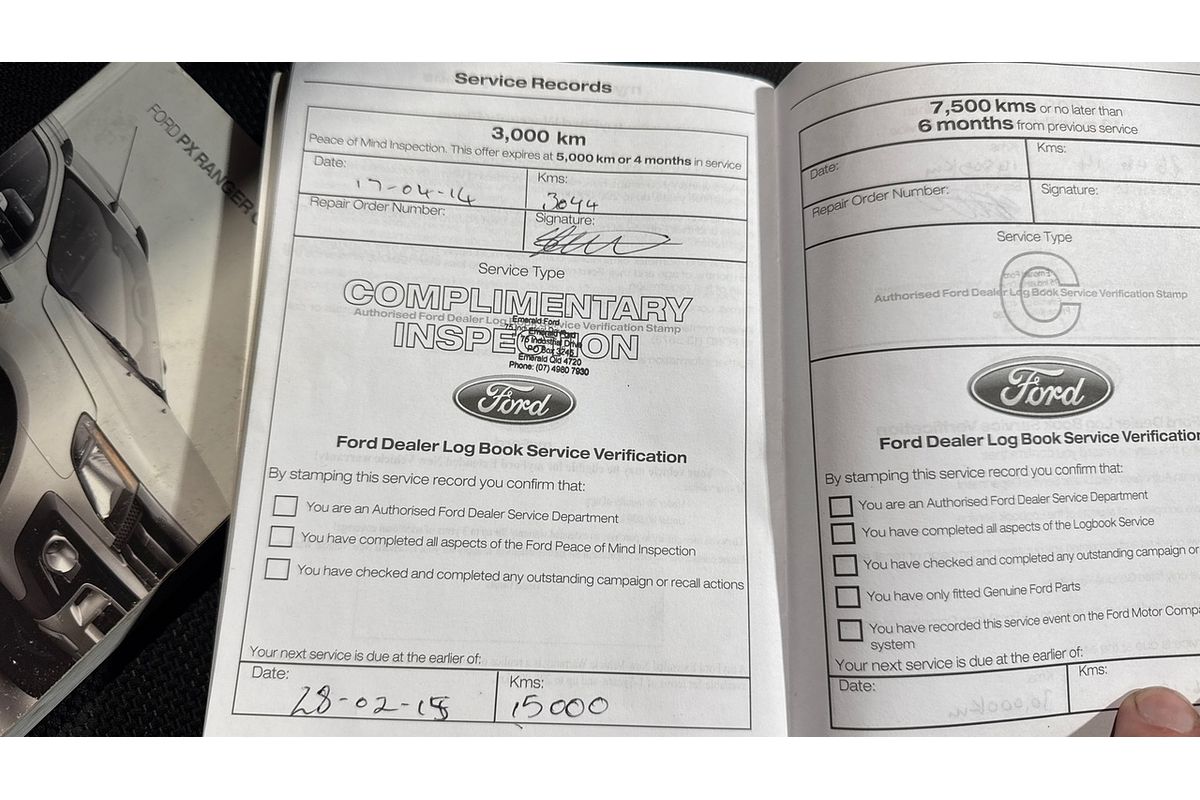 FORD PX RANGER
Service Records
3,000 km
Peace of Mind Inspection. This offer expires at 5,000 km or 4 months in service
Date:
17-04-14
Kms:
3044
Repair Order Number:
Signature:
Service Type
COMPLIMENTARY
Authorised Ford Dealer Log Book Service Verification Stamp
INSPECTION
Emerald Ford
75 Industrial Drive
Emerald Ford
75 Industrial Drive
PO Box 3245
Emerald Qld 4720
Phone: (07) 4980 7930
Ford
Ford Dealer Log Book Service Verification
By stamping this service record you confirm that:
You are an Authorised Ford Dealer Service Department
You have completed all aspects of the Ford Peace of Mind Inspection
You have checked and completed any outstanding campaign or recall actions
Your next service is due at the earlier of:
Date:
28-02-15
Kms:
15000
7,500 kms or no later than
6 months from previous service
Date:
Kms:
Repair Order Number:
Signature:
Service Type
C
Authorised Ford Dealer Log Book Service Verification Stamp
Ford
Ford Dealer Log Book Service Verification
By stamping this service record you confirm that:
You are an Authorised Ford Dealer Service Department
You have completed all aspects of the Logbook Service
You have checked and completed any outstanding campaign or
You have only fitted Genuine Ford Parts
You have recorded this service event on the Ford Motor Compa
system
Your next service is due at the earlier of:
Date:
Kms: